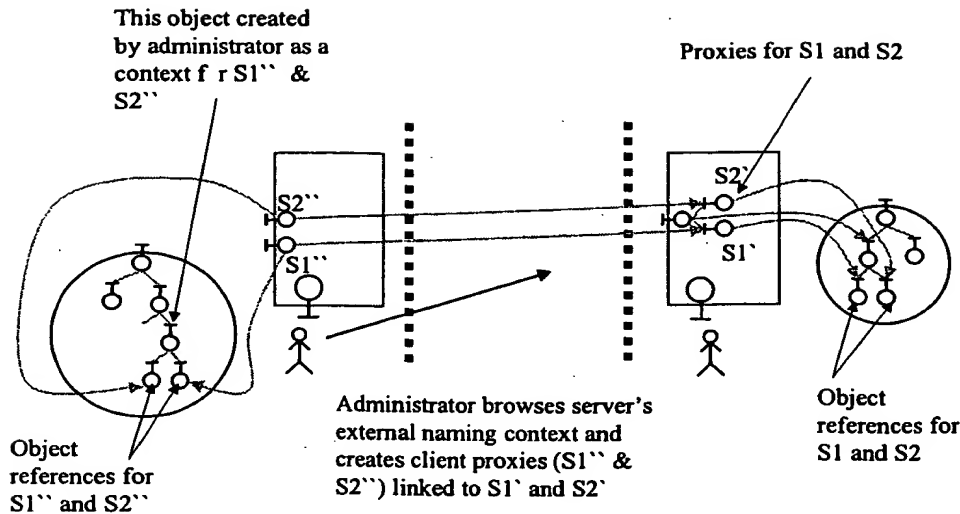 This object created
by administrator as a
context f r S1`` &
S2``
Proxies for S1 and S2
S2``
S1``
S2`
S1`
Administrator browses server's
external naming context and
creates client proxies (S1`` &
S2``) linked to S1` and S2`
Object
references for
S1`` and S2``
Object
references for
S1 and S2